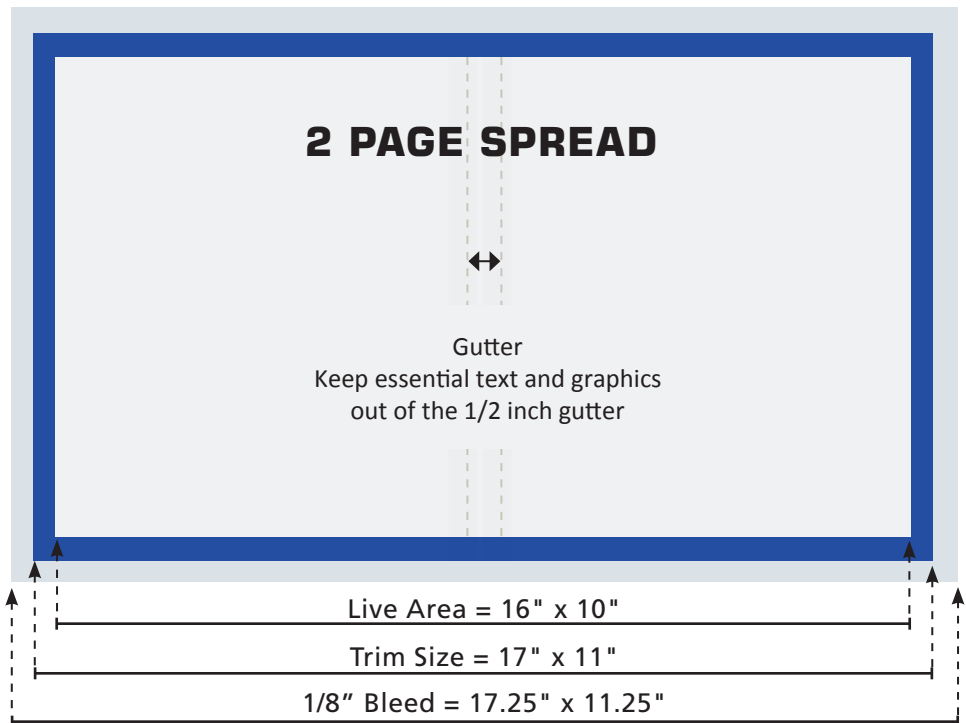 2 PAGE SPREAD
Gutter
Keep essential text and graphics
out of the 1/2 inch gutter
Live Area = 16" x 10"
Trim Size = 17" x 11"
1/8” Bleed = 17.25" x 11.25"